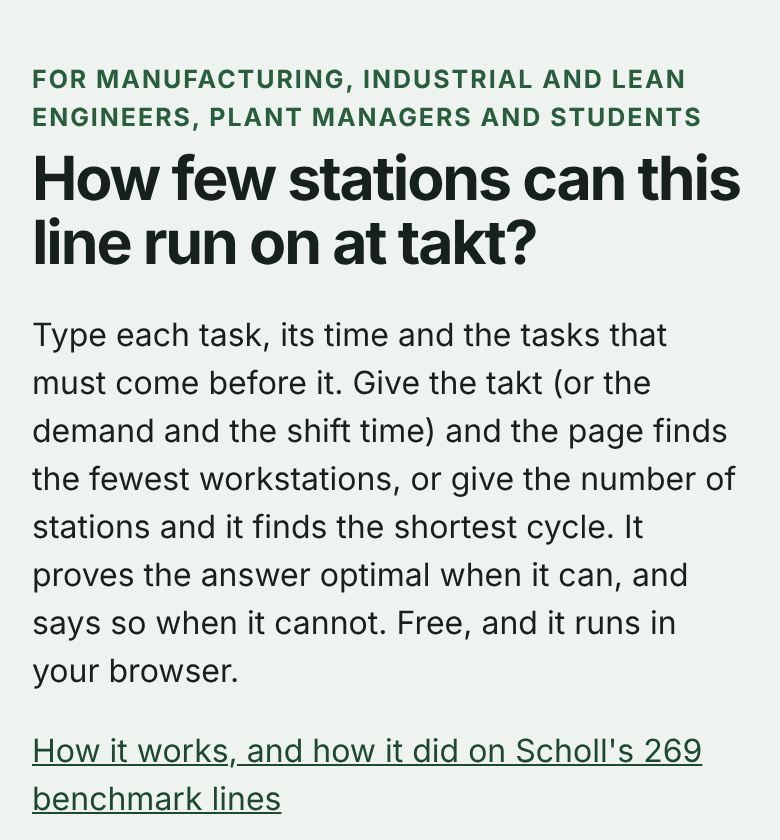 FOR MANUFACTURING, INDUSTRIAL AND LEAN
ENGINEERS, PLANT MANAGERS AND STUDENTS
How few stations can this
line run on at takt?
Type each task, its time and the tasks that
must come before it. Give the takt (or the
demand and the shift time) and the page finds
the fewest workstations, or give the number of
stations and it finds the shortest cycle. It
proves the answer optimal when it can, and
says so when it cannot. Free, and it runs in
your browser.
How it works, and how it did on Scholl's 269
benchmark lines